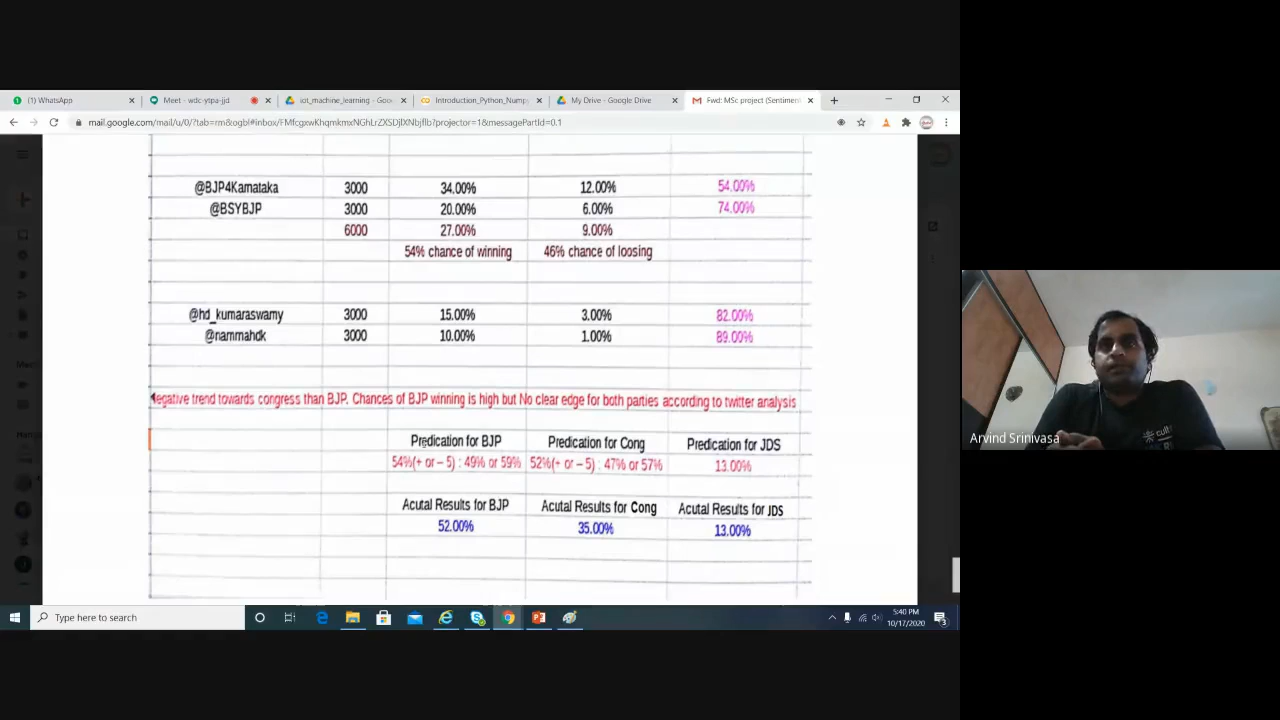 (1) WhatsApp
Meet - wdc-ytpa-jjd
iot_machine_learning - Goo
Introduction_Python_Nump
My Drive - Google Drive
Fwd: MSc project (Sentimen
@BJP4Karnataka 3000 34.00% 12.00% 54.00%
@BSYBJP 3000 20.00% 6.00% 74.00%
6000 27.00% 9.00%
54% chance of winning 46% chance of loosing
@hd_kumaraswamy 3000 15.00% 3.00% 82.00%
@nammahdk 3000 10.00% 1.00% 89.00%
egative trend towards congress than BJP. Chances of BJP winning is high but No clear edge for both parties according to twitter analysis
Predication for BJP Predication for Cong Predication for JDS
54%(+ or – 5) : 49% or 59% 52%(+ or – 5) : 47% or 57% 13.00%
Acutal Results for BJP Acutal Results for Cong Acutal Results for JDS
52.00% 35.00% 13.00%
Arvind Srinivasa
Type here to search
5:40 PM
10/17/2020